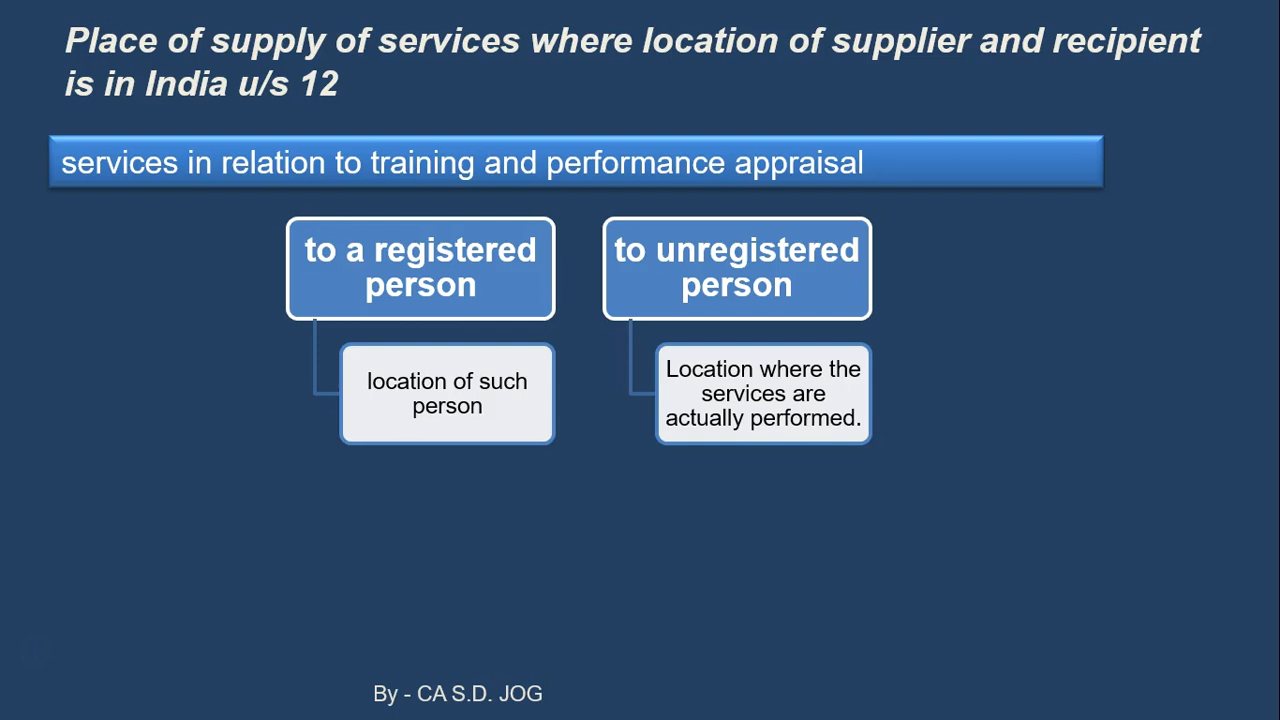 Place of supply of services where location of supplier and recipient
is in India u/s 12
services in relation to training and performance appraisal
to a registered
person
to unregistered
person
location of such
person
Location where the
services are
actually performed.
By - CA S.D. JOG